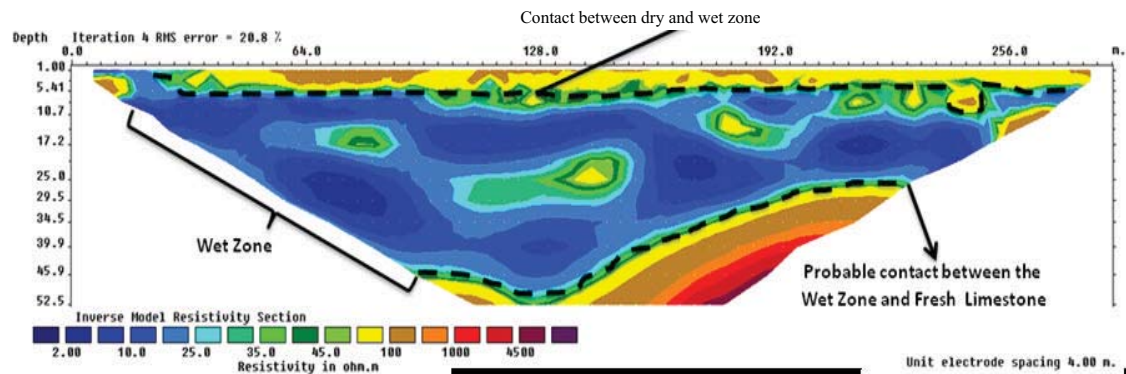 Contact between dry and wet zone
Depth Iteration 4 RMS error = 20.8 %
0.0 64.0 128.0 192.0 256.0 m.
1.00
5.41
10.7
17.2
25.0
29.5
34.5
39.9
45.9
52.5
Wet Zone
Probable contact between the
Wet Zone and Fresh Limestone
Inverse Model Resistivity Section
2.00 10.0 25.0 35.0 45.0 100 1000 4500
Resistivity in ohm.m
Unit electrode spacing 4.00 m.